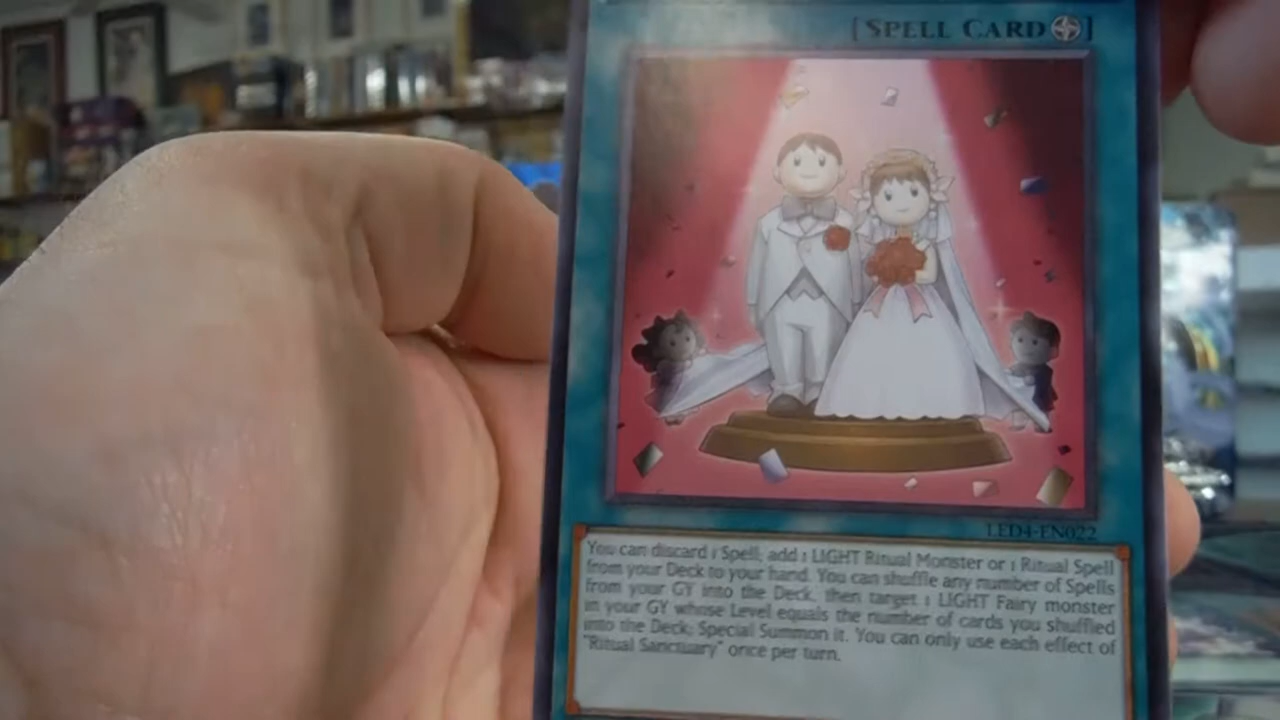 [SPELL CARD]
LED4-EN022
You can discard 1 Spell; add 1 LIGHT Ritual Monster or 1 Ritual Spell
from your Deck to your hand. You can shuffle any number of Spells
from your GY into the Deck, then target 1 LIGHT Fairy monster
in your GY whose Level equals the number of cards you shuffled
into the Deck; Special Summon it. You can only use each effect of
"Ritual Sanctuary" once per turn.